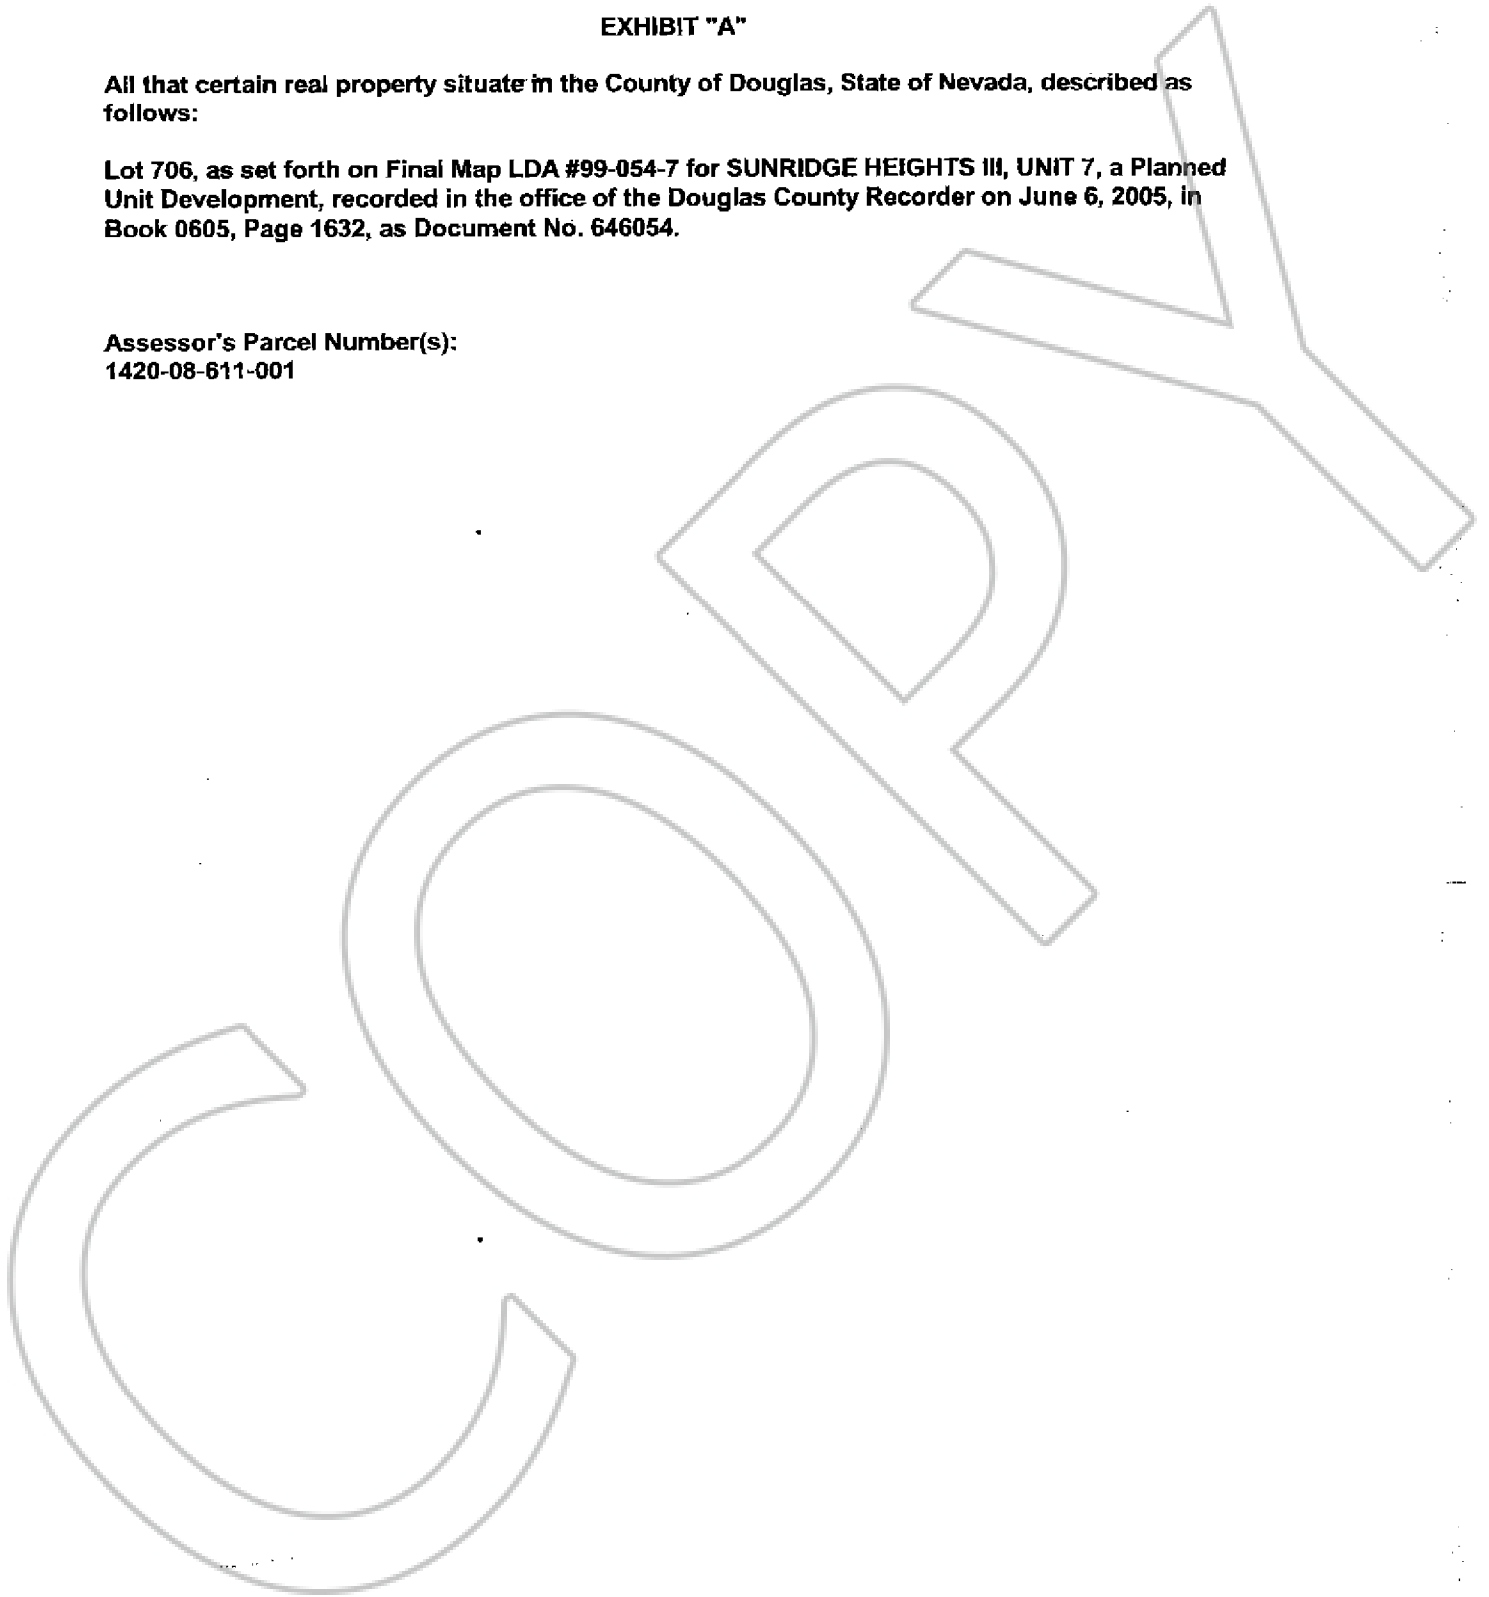 EXHIBIT "A"
All that certain real property situate in the County of Douglas, State of Nevada, described as
follows:
Lot 706, as set forth on Final Map LDA #99-054-7 for SUNRIDGE HEIGHTS III, UNIT 7, a Planned
Unit Development, recorded in the office of the Douglas County Recorder on June 6, 2005, in
Book 0605, Page 1632, as Document No. 646054.
Assessor's Parcel Number(s):
1420-08-611-001
COPY